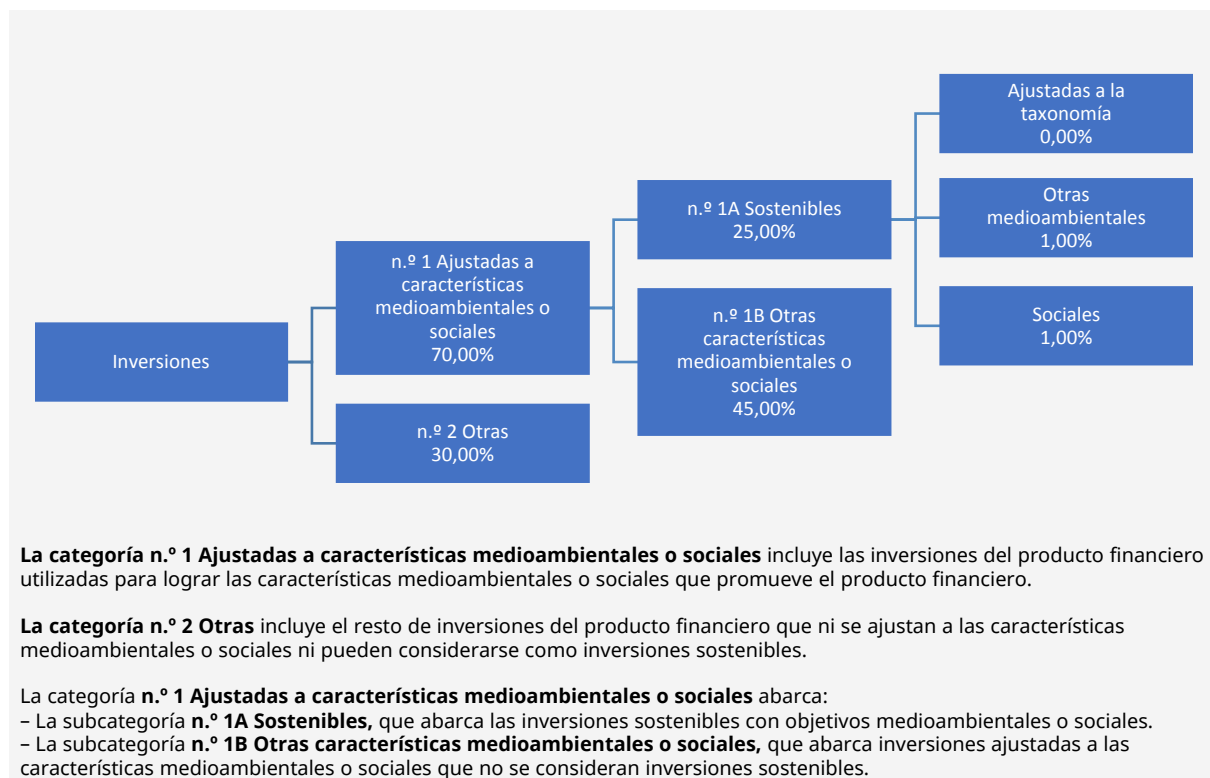 Inversiones
n.º 1 Ajustadas a
características
medioambientales o
sociales
70,00%
n.º 2 Otras
30,00%
n.º 1A Sostenibles
25,00%
n.º 1B Otras
características
medioambientales o
sociales
45,00%
Ajustadas a la
taxonomía
0,00%
Otras
medioambientales
1,00%
Sociales
1,00%
La categoría n.º 1 Ajustadas a características medioambientales o sociales incluye las inversiones del producto financiero
utilizadas para lograr las características medioambientales o sociales que promueve el producto financiero.
La categoría n.º 2 Otras incluye el resto de inversiones del producto financiero que ni se ajustan a las características
medioambientales o sociales ni pueden considerarse como inversiones sostenibles.
La categoría n.º 1 Ajustadas a características medioambientales o sociales abarca:
– La subcategoría n.º 1A Sostenibles, que abarca las inversiones sostenibles con objetivos medioambientales o sociales.
– La subcategoría n.º 1B Otras características medioambientales o sociales, que abarca inversiones ajustadas a las
características medioambientales o sociales que no se consideran inversiones sostenibles.